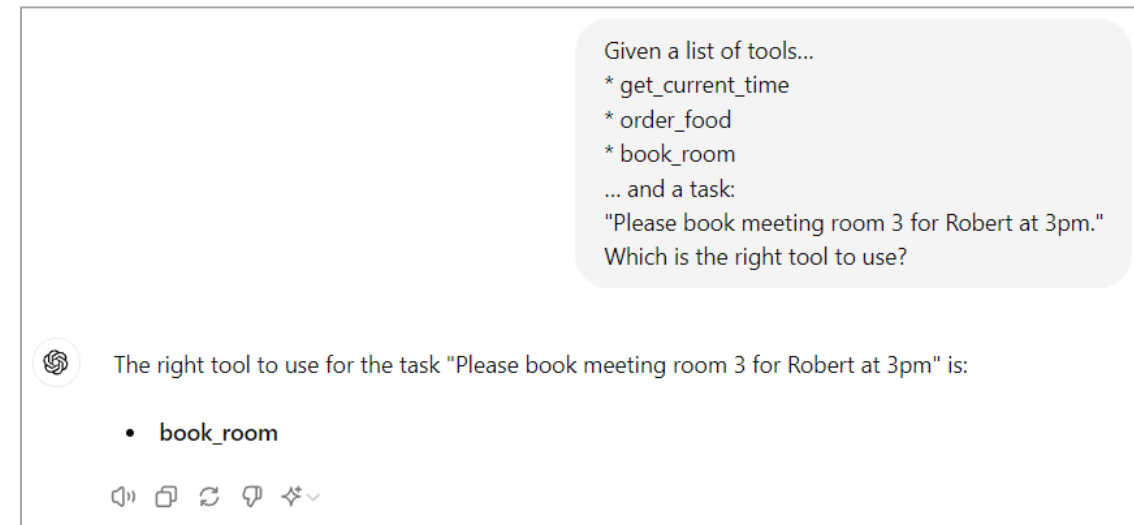 Given a list of tools...
* get_current_time
* order_food
* book_room
... and a task:
"Please book meeting room 3 for Robert at 3pm."
Which is the right tool to use?
The right tool to use for the task "Please book meeting room 3 for Robert at 3pm" is:
• book_room